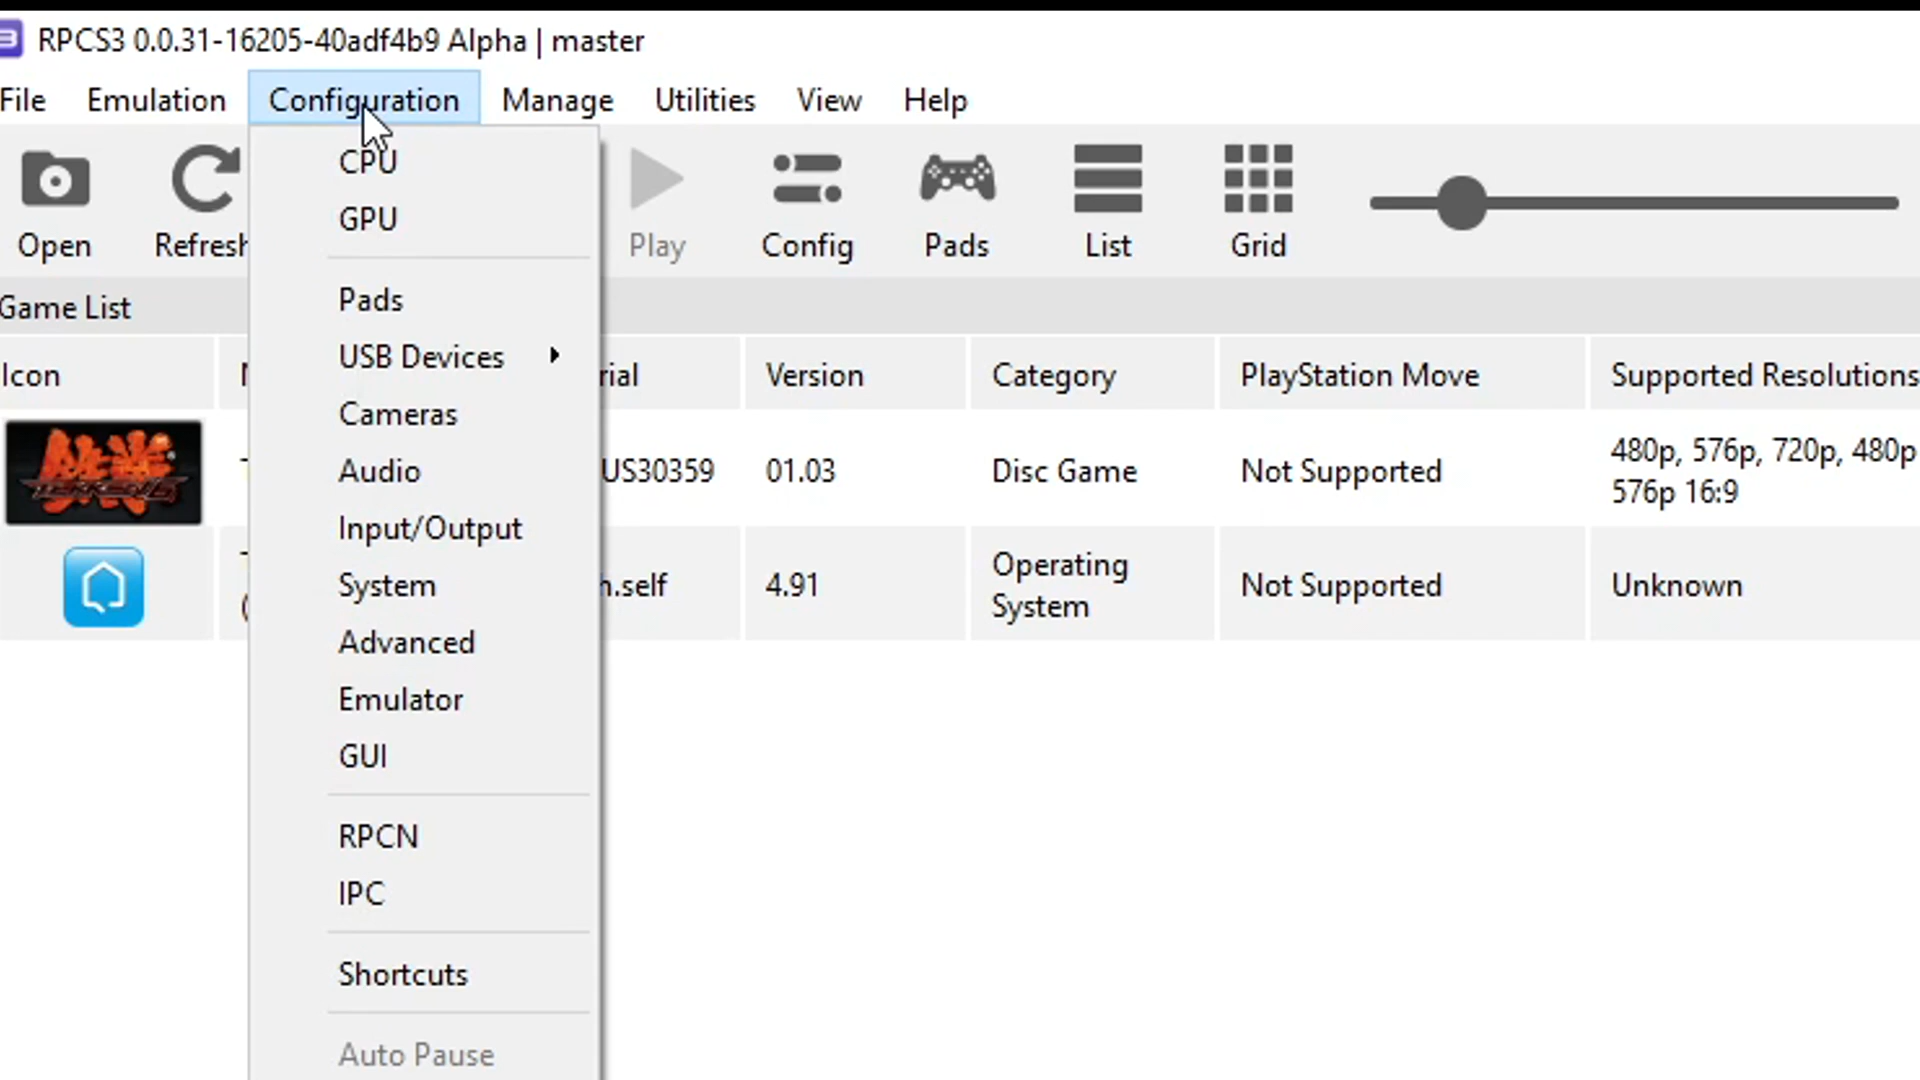 RPCS3 0.0.31-16205-40adf4b9 Alpha | master
File Emulation Configuration Manage Utilities View Help
Open Refresh Play Config Pads List Grid
CPU
GPU
Pads
USB Devices
Cameras
Audio
Input/Output
System
Advanced
Emulator
GUI
RPCN
IPC
Shortcuts
Auto Pause
Game List
Icon Version Category PlayStation Move Supported Resolutions
US30359 01.03 Disc Game Not Supported 480p, 576p, 720p, 480p
576p 16:9
h.self 4.91 Operating
System Not Supported Unknown